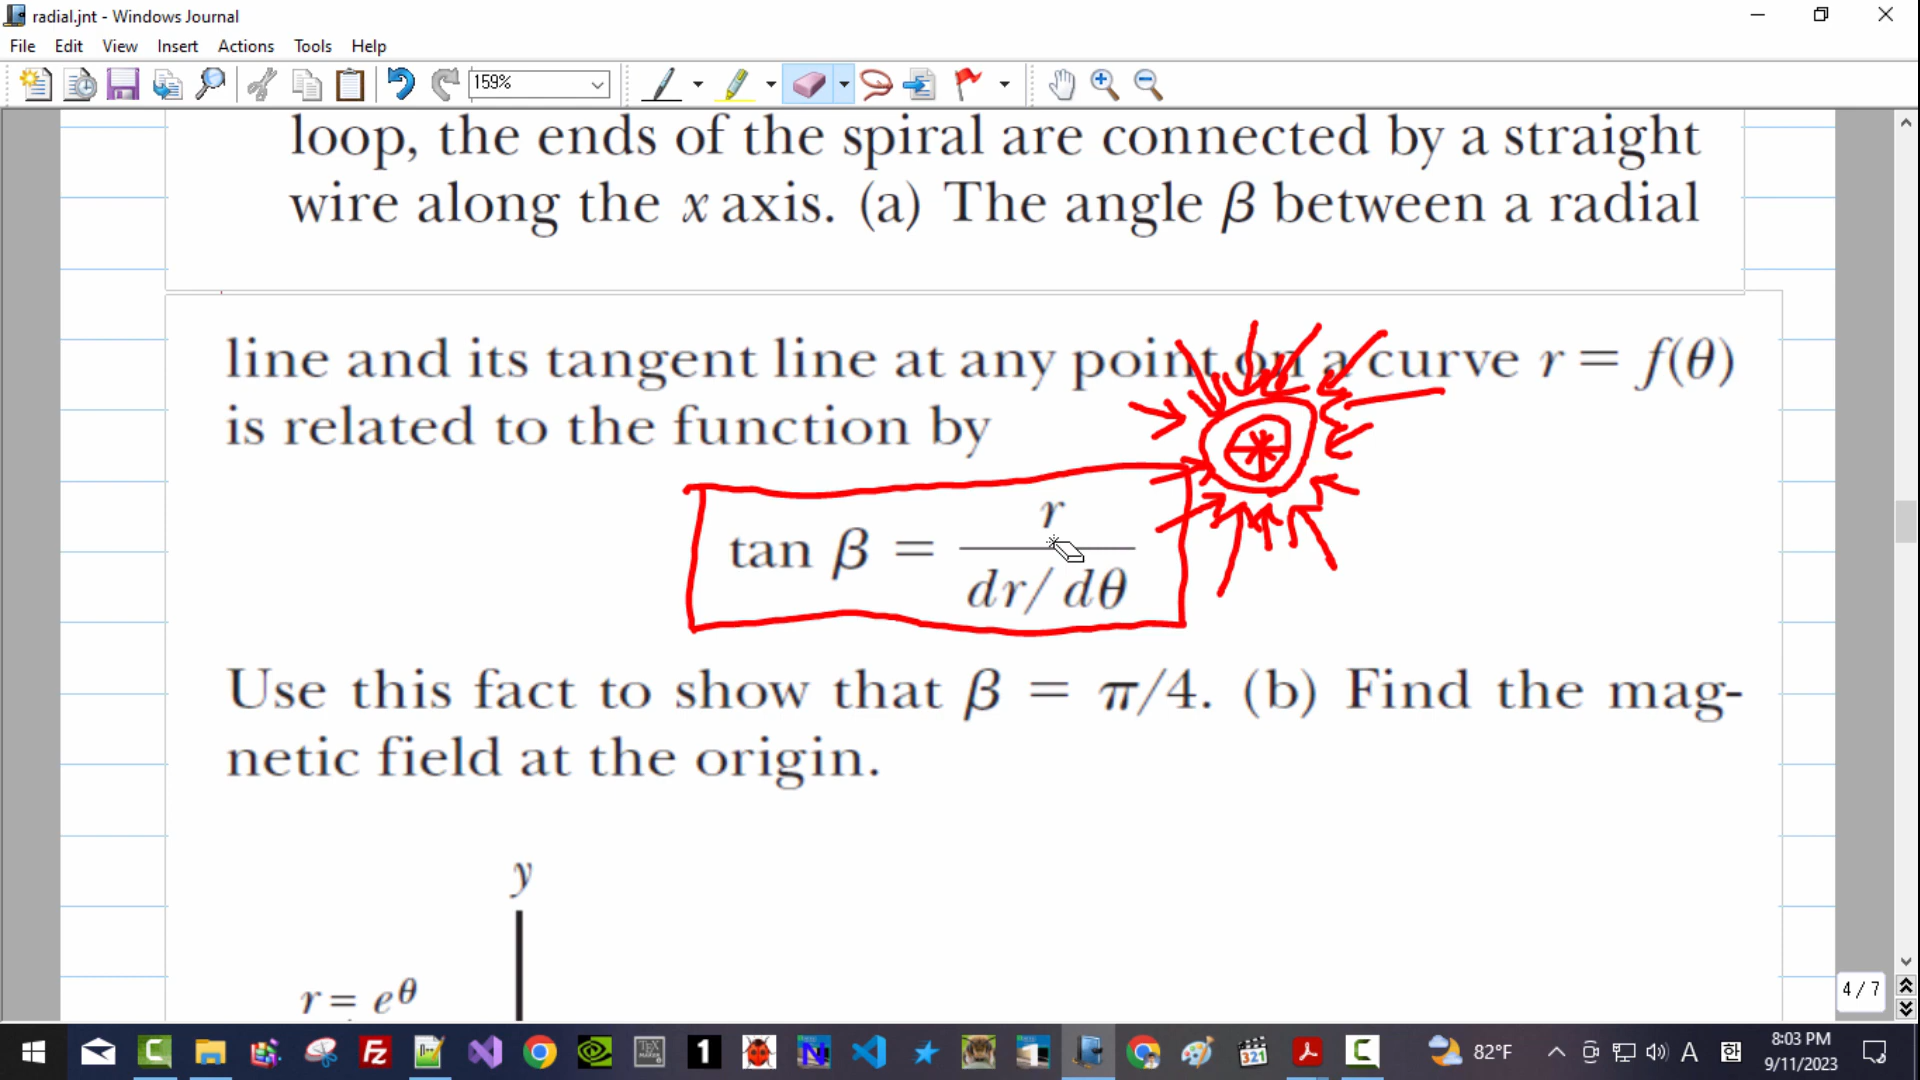 radial.jnt - Windows Journal
File Edit View Insert Actions Tools Help
159%
loop, the ends of the spiral are connected by a straight
wire along the x axis. (a) The angle β between a radial
line and its tangent line at any point on a curve r = f(θ)
is related to the function by
tan β = r
dr/dθ
Use this fact to show that β = π/4. (b) Find the mag-
netic field at the origin.
y
r = e^θ
4 / 7
82°F
A
한
8:03 PM
9/11/2023